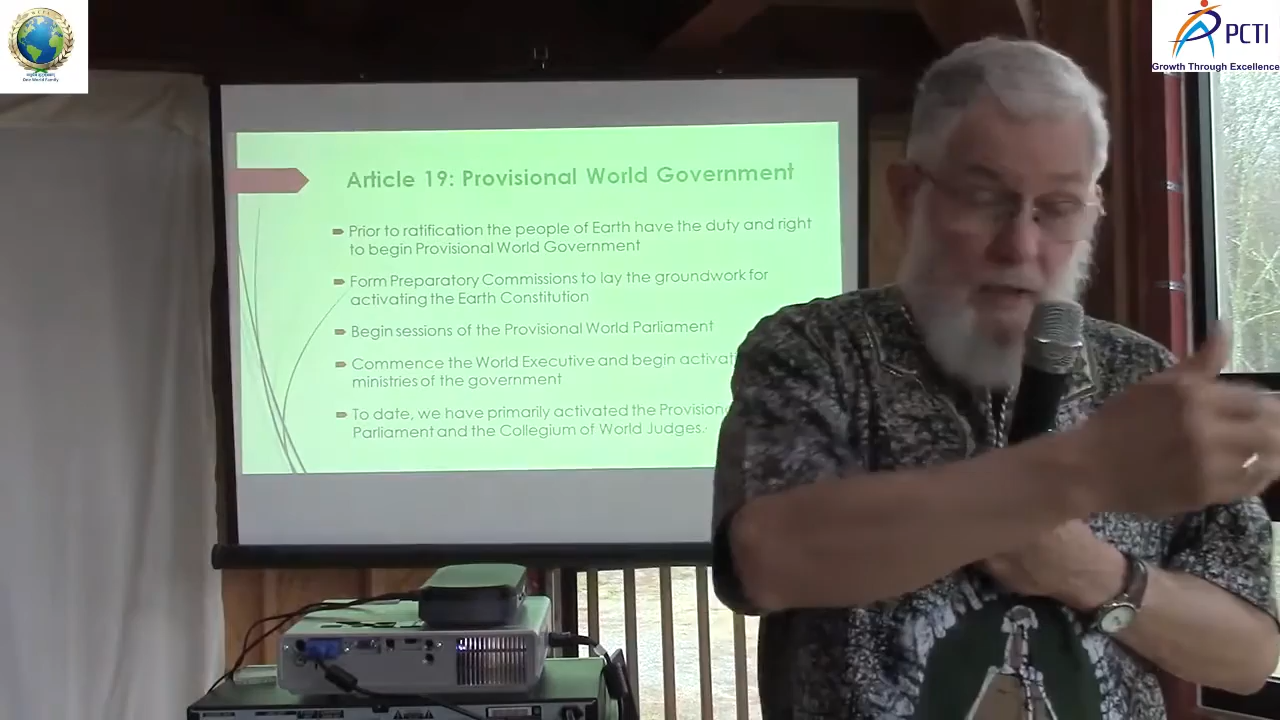 PCTI
Growth Through Excellence
One World Family
Article 19: Provisional World Government
Prior to ratification the people of Earth have the duty and right
to begin Provisional World Government
Form Preparatory Commissions to lay the groundwork for
activating the Earth Constitution
Begin sessions of the Provisional World Parliament
Commence the World Executive and begin
ministries of the government
To date, we have primarily activated the
Parliament and the Collegium of World Judges.